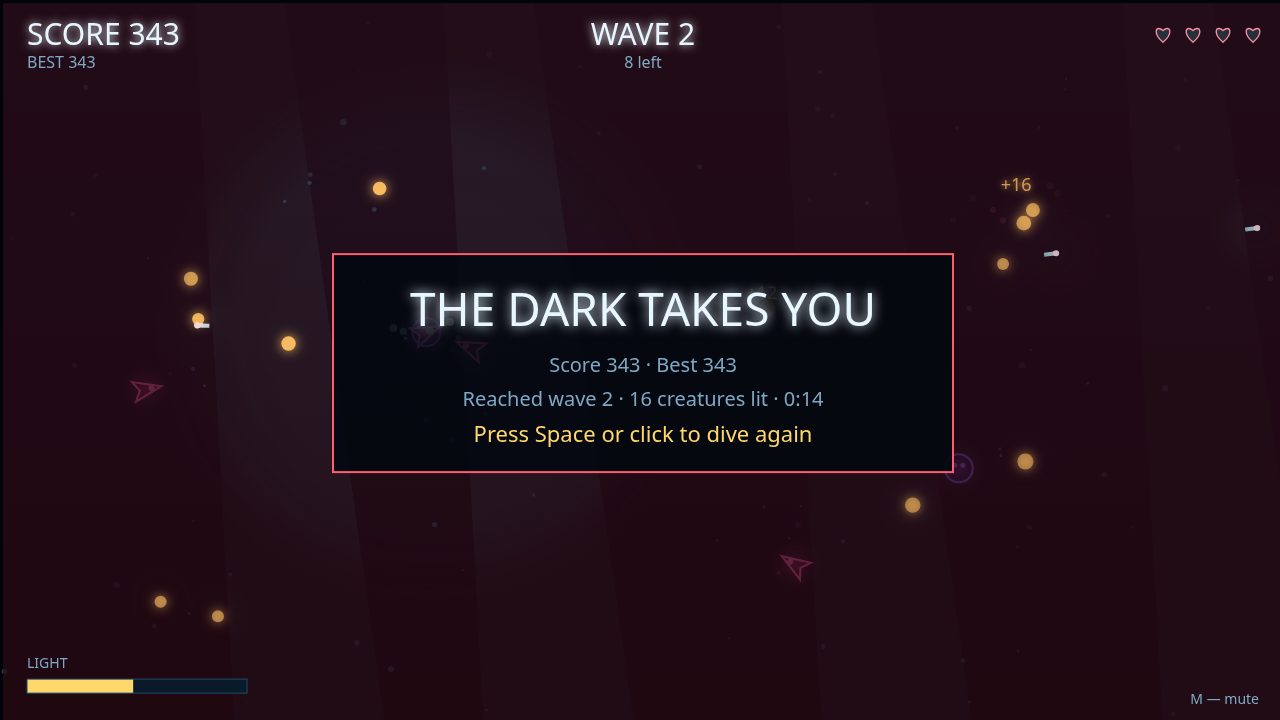 SCORE 343
BEST 343
WAVE 2
8 left
+16
THE DARK TAKES YOU
Score 343 · Best 343
Reached wave 2 · 16 creatures lit · 0:14
Press Space or click to dive again
LIGHT
M — mute